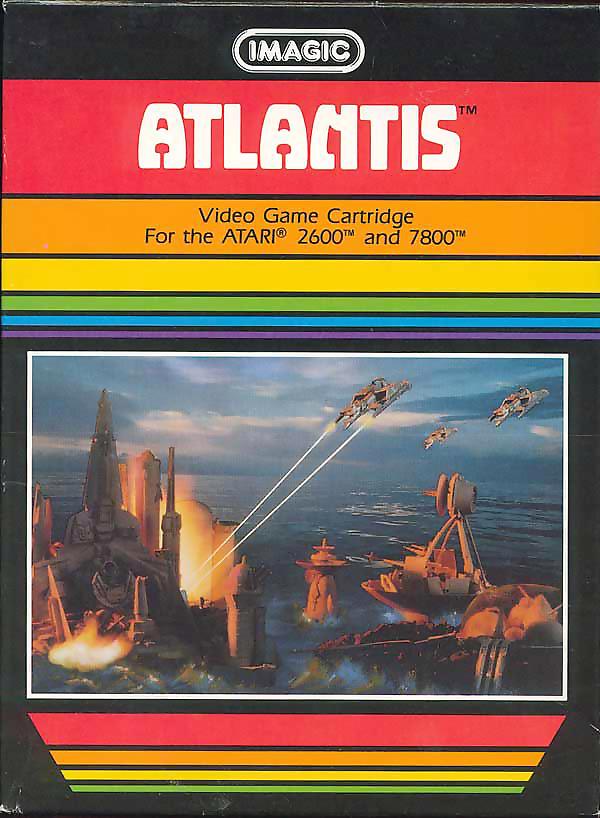 IMAGIC
ATLANTIS™
Video Game Cartridge
For the ATARI® 2600™ and 7800™